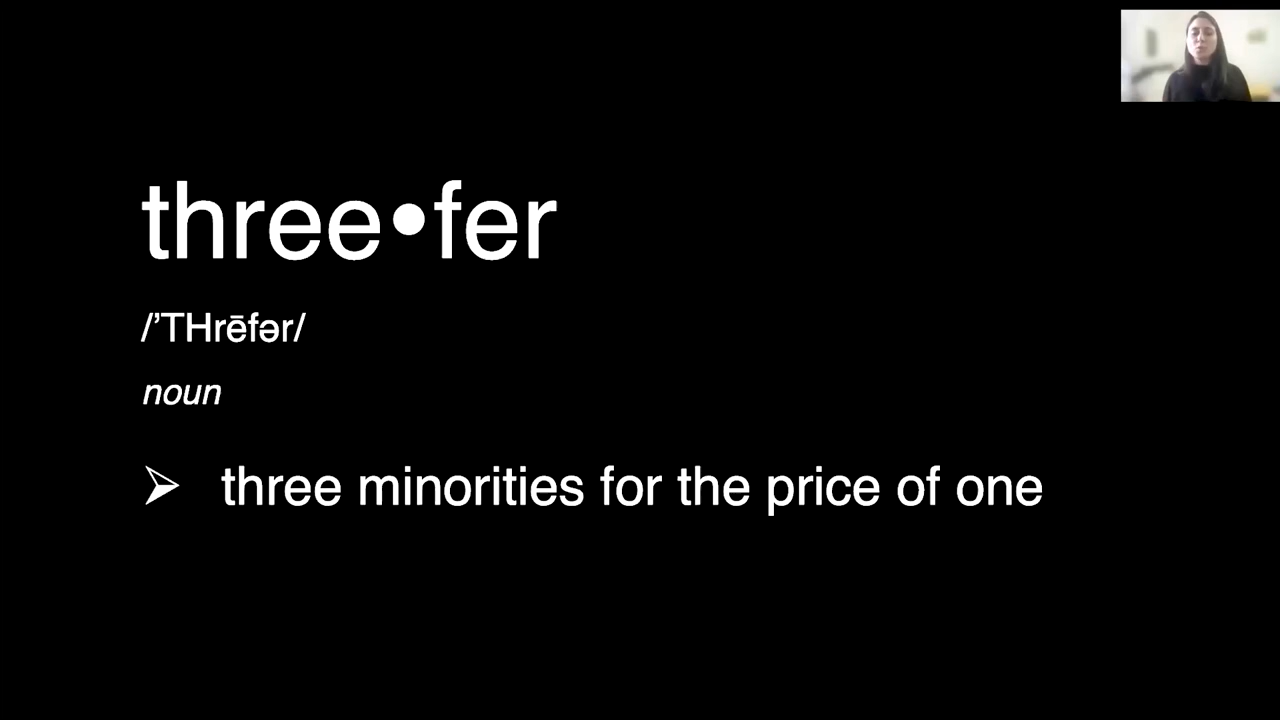 three•fer
/’THrēfər/
noun
➢ three minorities for the price of one